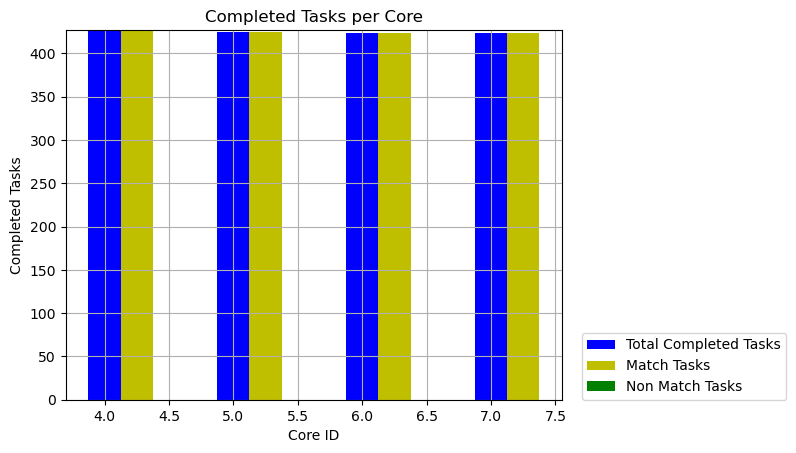 Completed Tasks per Core
Completed Tasks
400
350
300
250
200
150
100
50
0
4.0 4.5 5.0 5.5 6.0 6.5 7.0 7.5
Core ID
Total Completed Tasks
Match Tasks
Non Match Tasks